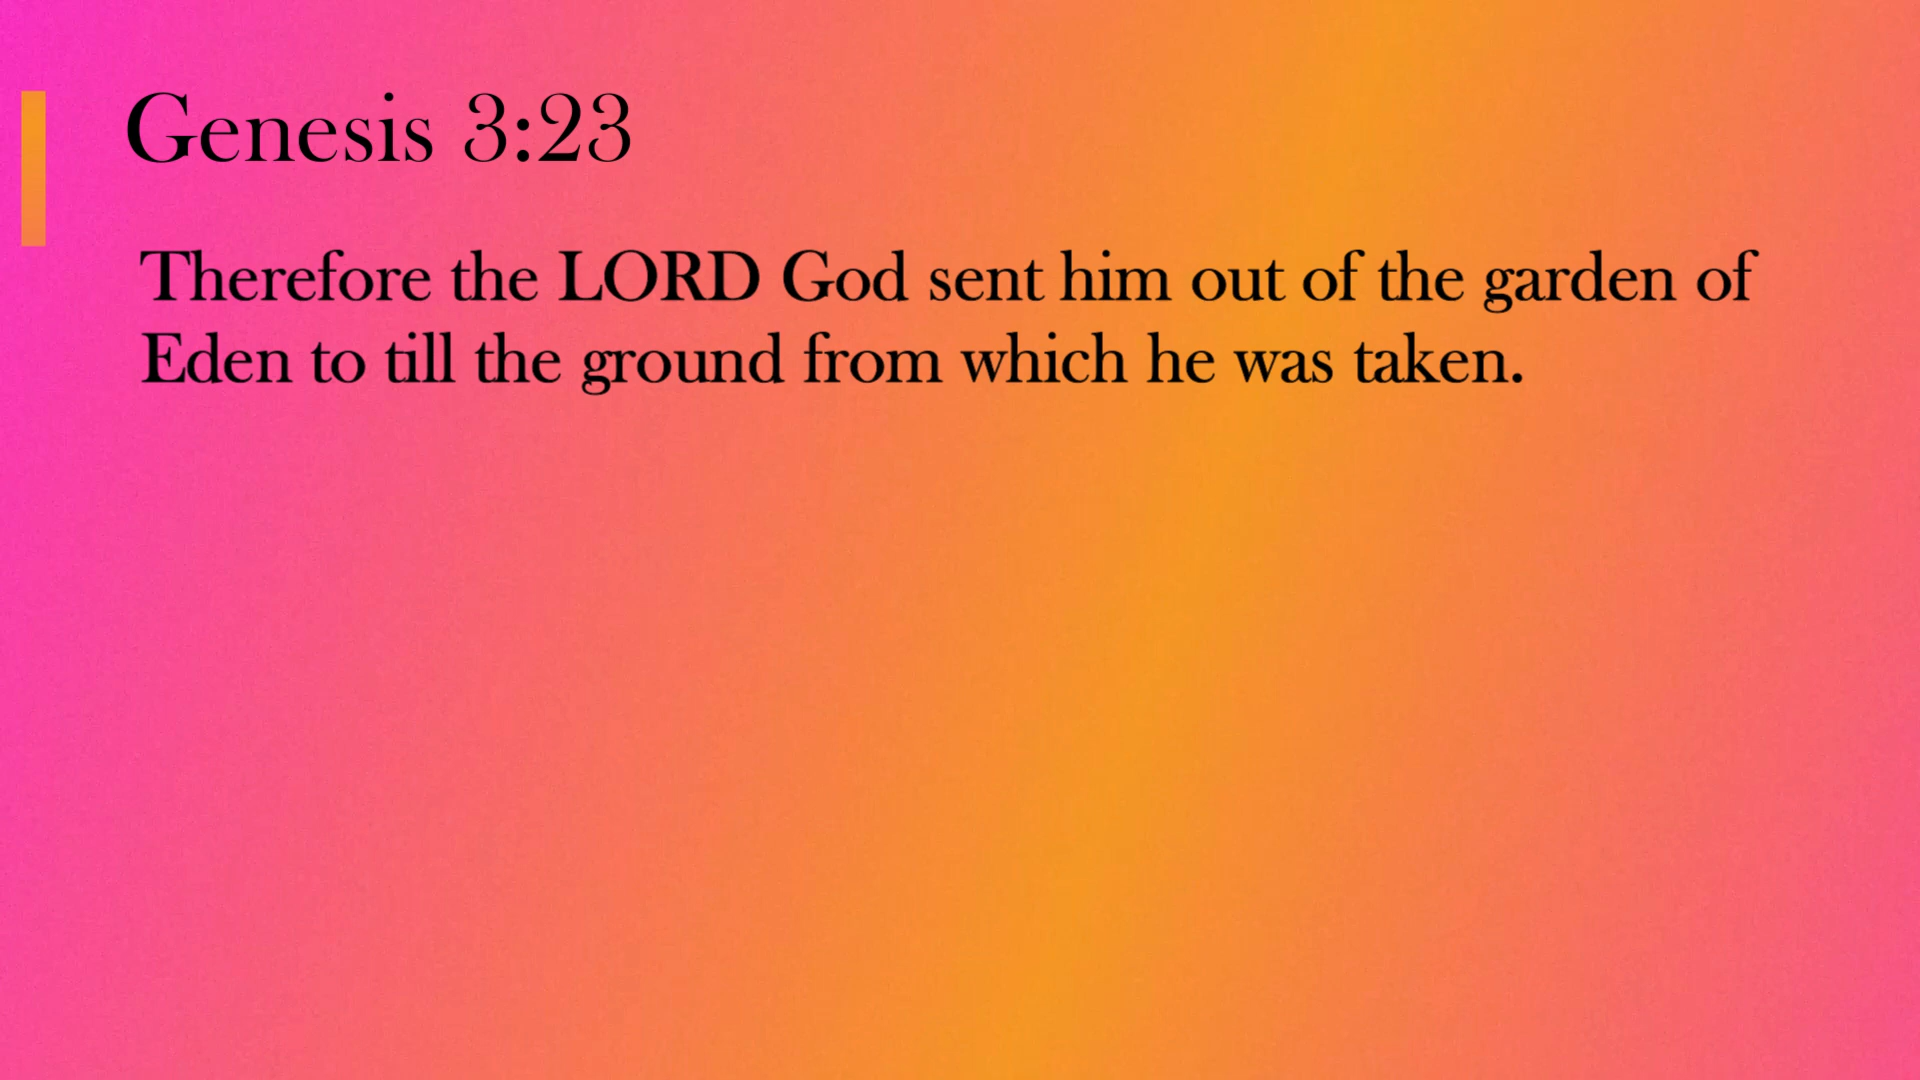 Genesis 3:23
Therefore the LORD God sent him out of the garden of
Eden to till the ground from which he was taken.